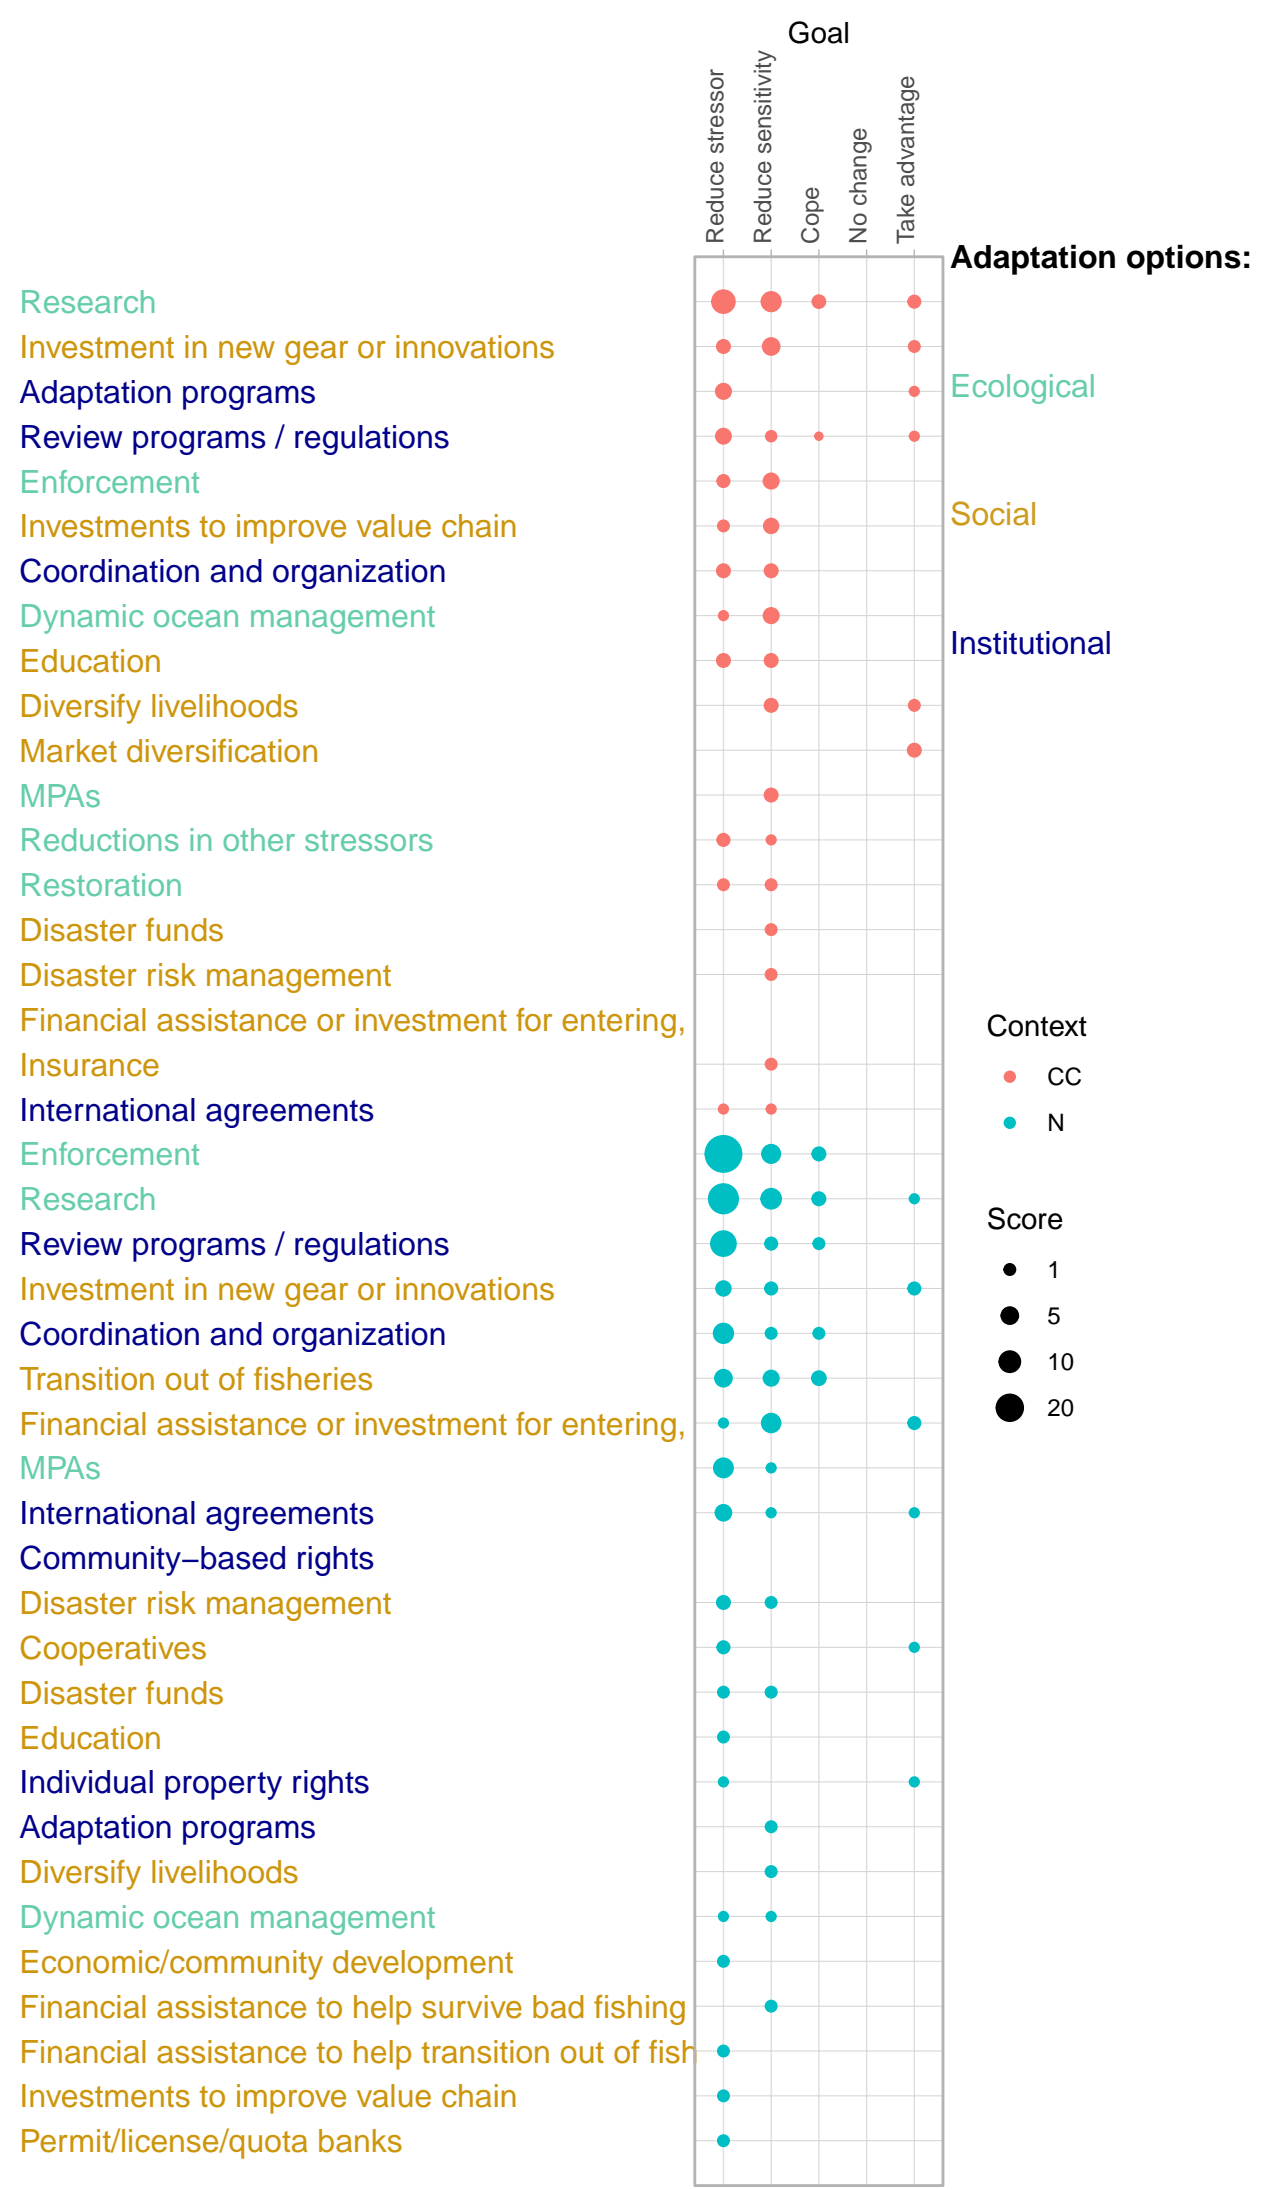 Goal
Reduce stressor
Reduce sensitivity
Cope
No change
Take advantage
Adaptation options:
Research
Investment in new gear or innovations
Adaptation programs
Ecological
Review programs / regulations
Enforcement
Social
Investments to improve value chain
Coordination and organization
Dynamic ocean management
Institutional
Education
Diversify livelihoods
Market diversification
MPAs
Reductions in other stressors
Restoration
Disaster funds
Disaster risk management
Financial assistance or investment for entering,
Insurance
International agreements
Context
CC
N
Enforcement
Research
Review programs / regulations
Investment in new gear or innovations
Coordination and organization
Transition out of fisheries
Financial assistance or investment for entering,
Score
1
5
10
20
MPAs
International agreements
Community–based rights
Disaster risk management
Cooperatives
Disaster funds
Education
Individual property rights
Adaptation programs
Diversify livelihoods
Dynamic ocean management
Economic/community development
Financial assistance to help survive bad fishing
Financial assistance to help transition out of fish
Investments to improve value chain
Permit/license/quota banks